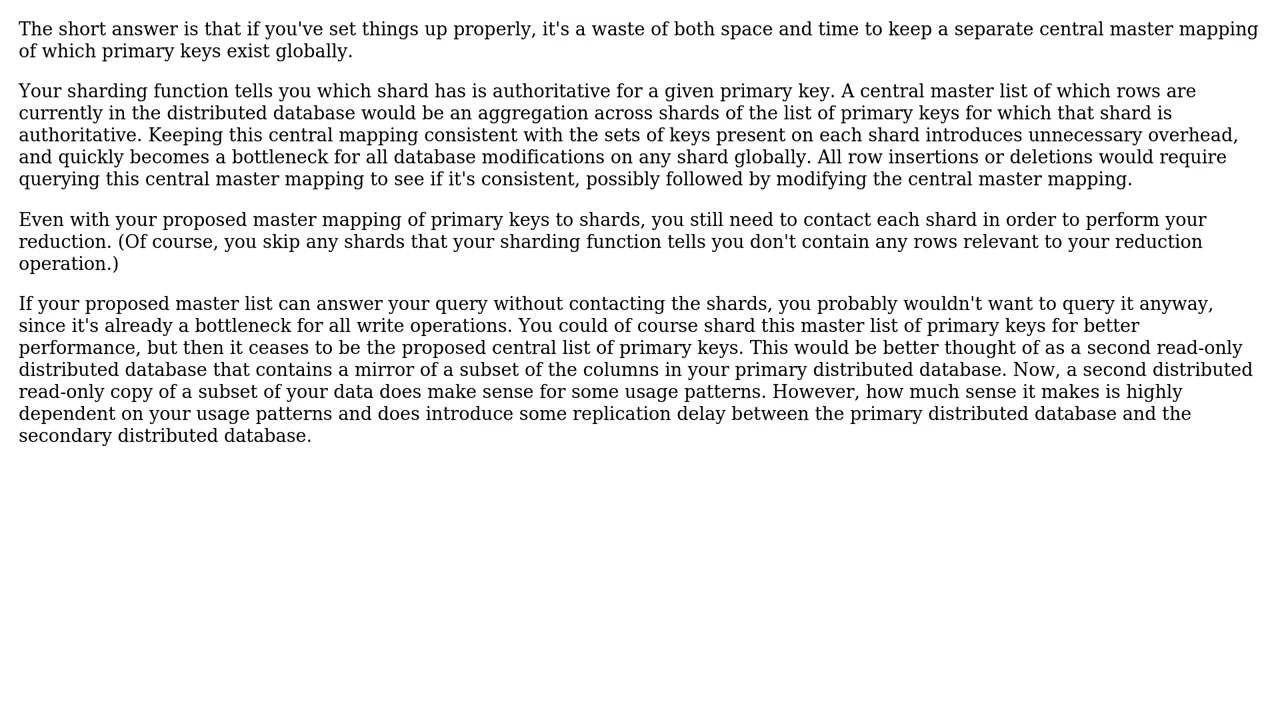 The short answer is that if you've set things up properly, it's a waste of both space and time to keep a separate central master mapping
of which primary keys exist globally.
Your sharding function tells you which shard has is authoritative for a given primary key. A central master list of which rows are
currently in the distributed database would be an aggregation across shards of the list of primary keys for which that shard is
authoritative. Keeping this central mapping consistent with the sets of keys present on each shard introduces unnecessary overhead,
and quickly becomes a bottleneck for all database modifications on any shard globally. All row insertions or deletions would require
querying this central master mapping to see if it's consistent, possibly followed by modifying the central master mapping.
Even with your proposed master mapping of primary keys to shards, you still need to contact each shard in order to perform your
reduction. (Of course, you skip any shards that your sharding function tells you don't contain any rows relevant to your reduction
operation.)
If your proposed master list can answer your query without contacting the shards, you probably wouldn't want to query it anyway,
since it's already a bottleneck for all write operations. You could of course shard this master list of primary keys for better
performance, but then it ceases to be the proposed central list of primary keys. This would be better thought of as a second read-only
distributed database that contains a mirror of a subset of the columns in your primary distributed database. Now, a second distributed
read-only copy of a subset of your data does make sense for some usage patterns. However, how much sense it makes is highly
dependent on your usage patterns and does introduce some replication delay between the primary distributed database and the
secondary distributed database.